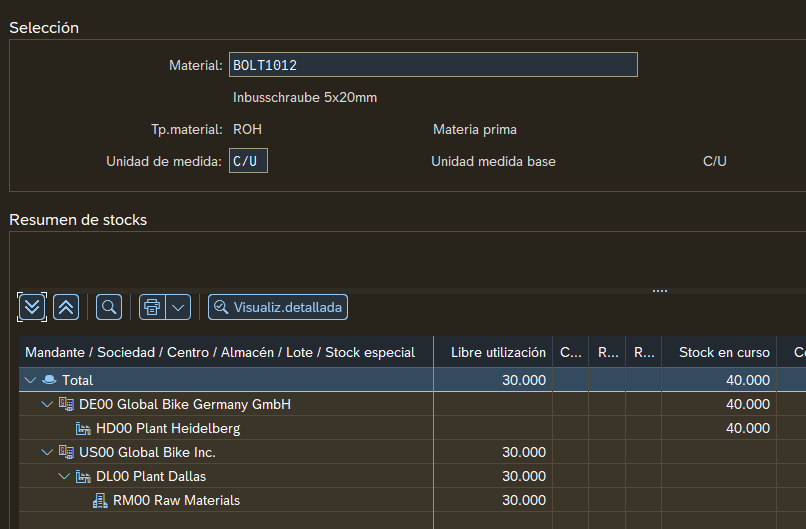 Selección
Material: BOLT1012
Inbusschraube 5x20mm
Tp.material: ROH Materia prima
Unidad de medida: C/U Unidad medida base C/U
Resumen de stocks
Visualiz.detallada
Mandante / Sociedad / Centro / Almacén / Lote / Stock especial Libre utilización C... R... R... Stock en curso Co
Total 30.000 40.000
DE00 Global Bike Germany GmbH 40.000
HD00 Plant Heidelberg 40.000
US00 Global Bike Inc. 30.000
DL00 Plant Dallas 30.000
RM00 Raw Materials 30.000